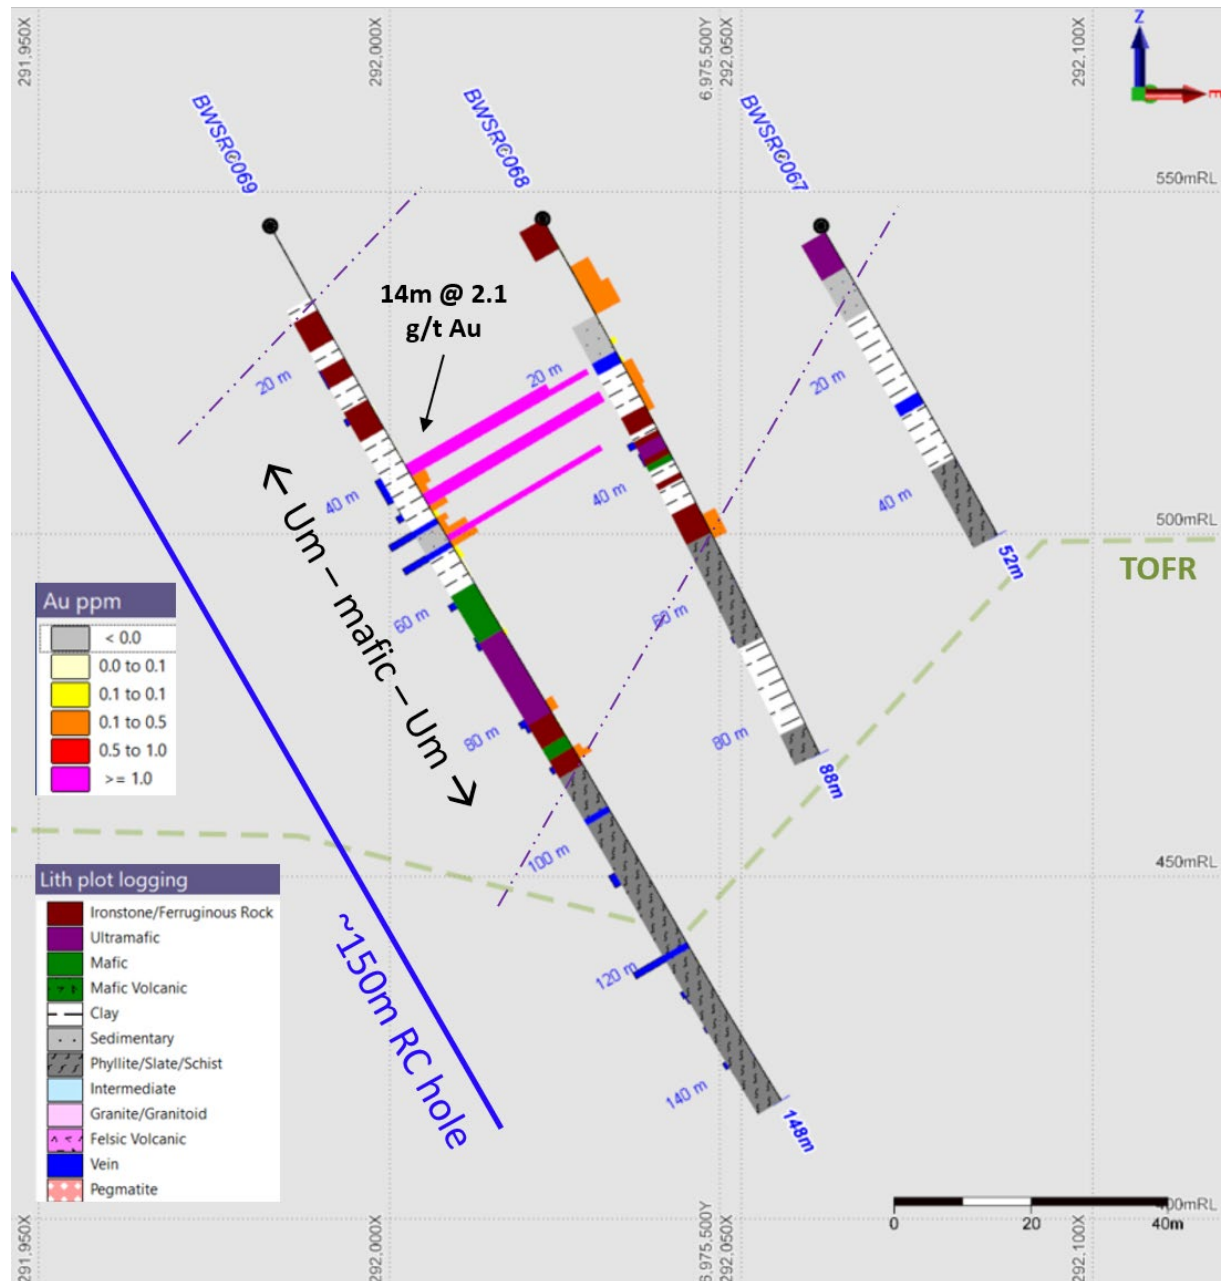 291,950X
292,000X
6,975,500Y
292,050X
292,100X
Z
E
BWSRC069
BWSRC068
BWSRC067
550mRL
14m @ 2.1
g/t Au
20 m
20 m
20 m
40 m
40 m
40 m
500mRL
52m
TOFR
Au ppm
< 0.0
0.0 to 0.1
0.1 to 0.1
0.1 to 0.5
0.5 to 1.0
>= 1.0
← Um – mafic – Um →
60 m
60 m
80 m
80 m
88m
100 m
450mRL
Lith plot logging
Ironstone/Ferruginous Rock
Ultramafic
Mafic
Mafic Volcanic
Clay
Sedimentary
Phyllite/Slate/Schist
Intermediate
Granite/Granitoid
Felsic Volcanic
Vein
Pegmatite
~150m RC hole
120 m
140 m
148m
0
20
40m
400mRL
291,950X
292,000X
6,975,500Y
292,050X
292,100X